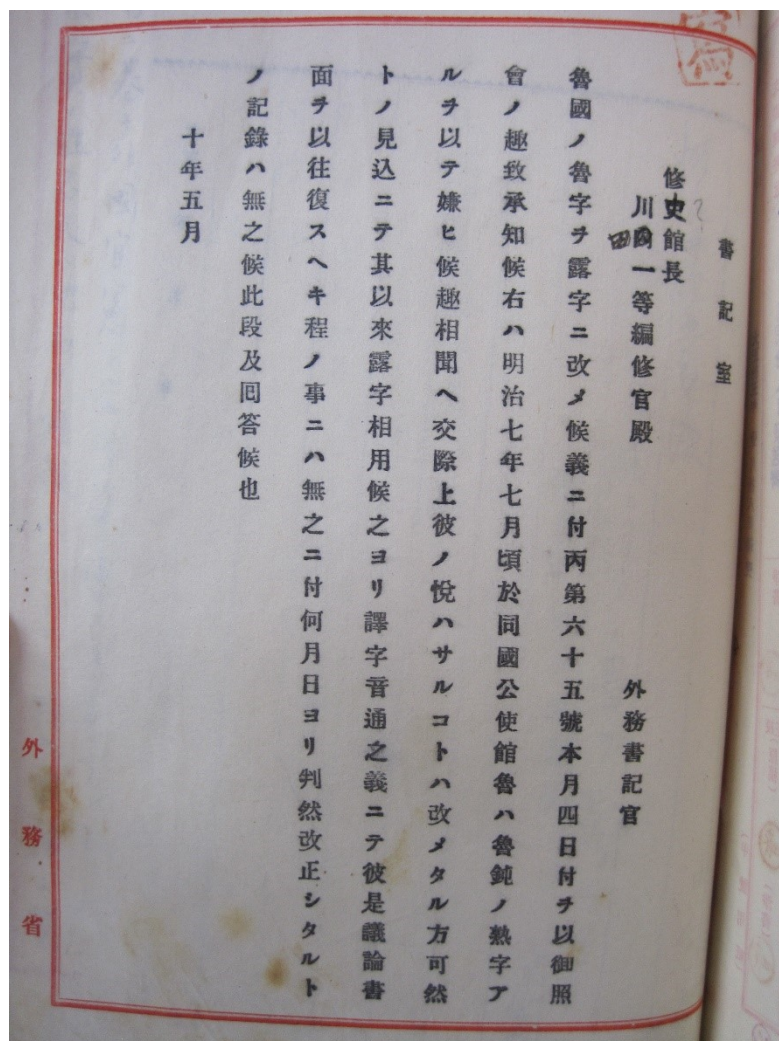 書記室
外務書記官
修史館長
川田一等編修官殿
魯國ノ魯字ヲ露字ニ改メ候義ニ付丙第六十五號本月四日付ヲ以御照
會ノ趣致承知候右ハ明治七年七月頃於同國公使館魯ハ魯鈍ノ熟字ア
ルヲ以テ嫌ヒ候趣相聞ヘ交際上彼ノ悅ハサルコトハ改メタル方可然
トノ見込ニテ其以來露字相用候之ヨリ譯字音通之義ニテ彼是議論書
面ヲ以往復スヘキ程ノ事ニハ無之ニ付何月日ヨリ判然改正シタルト
ノ記錄ハ無之候此段及囘答候也
十年五月
外務省